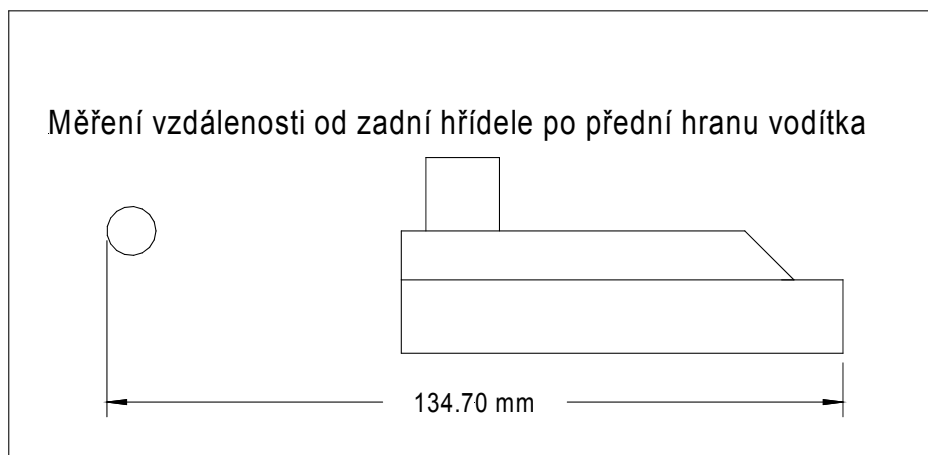 Měření vzdálenosti od zadní hřídele po přední hranu vodítka
134.70 mm